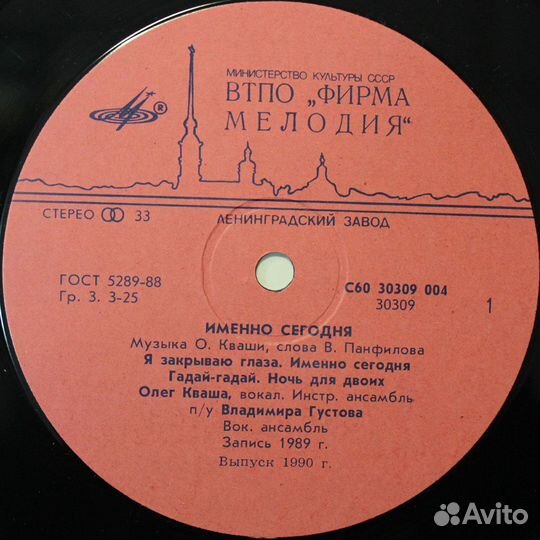 МИНИСТЕРСТВО КУЛЬТУРЫ СССР
ВТПО „ФИРМА
МЕЛОДИЯ“
®
СТЕРЕО 33
ЛЕНИНГРАДСКИЙ ЗАВОД
ГОСТ 5289-88
Гр. 3. 3-25
С60 30309 004
30309
1
ИМЕННО СЕГОДНЯ
Музыка О. Кваши, слова В. Панфилова
Я закрываю глаза. Именно сегодня
Гадай-гадай. Ночь для двоих
Олег Кваша, вокал. Инстр. ансамбль
п/у Владимира Густова
Вок. ансамбль
Запись 1989 г.
Выпуск 1990 г.
Avito